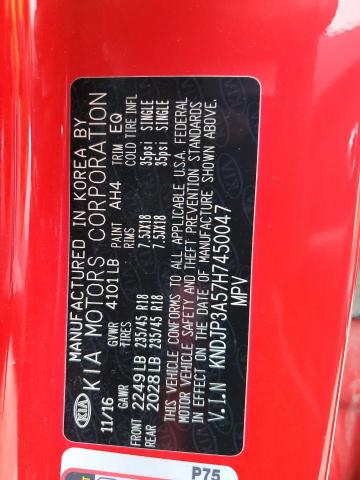 MANUFACTURED IN KOREA BY
KIA KIA MOTORS CORPORATION
11/16 GVWR 4101LB PAINT AH4 TRIM EQ
GAWR TIRES RIMS COLD TIRE INFL
FRONT 2249LB 235/45 R18 7.5JX18 35psi SINGLE
REAR 2028LB 235/45 R18 7.5JX18 35psi SINGLE
THIS VEHICLE CONFORMS TO ALL APPLICABLE U.S.A. FEDERAL
MOTOR VEHICLE SAFETY AND THEFT PREVENTION STANDARDS
IN EFFECT ON THE DATE OF MANUFACTURE SHOWN ABOVE.
V.I.N KNDJP3A57H7450047
MPV
P75